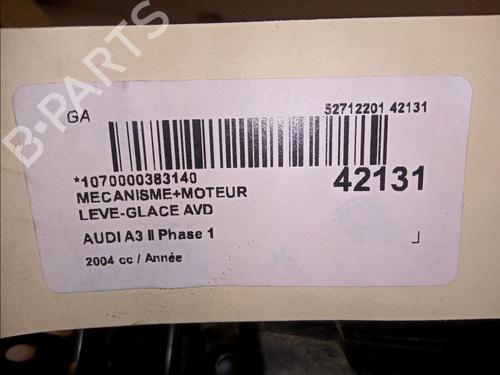 GA
52712201 42131
*1070000383140
42131
MECANISME+MOTEUR
LEVE-GLACE AVD
AUDI A3 II Phase 1
2004 cc / Année
B-PARTS